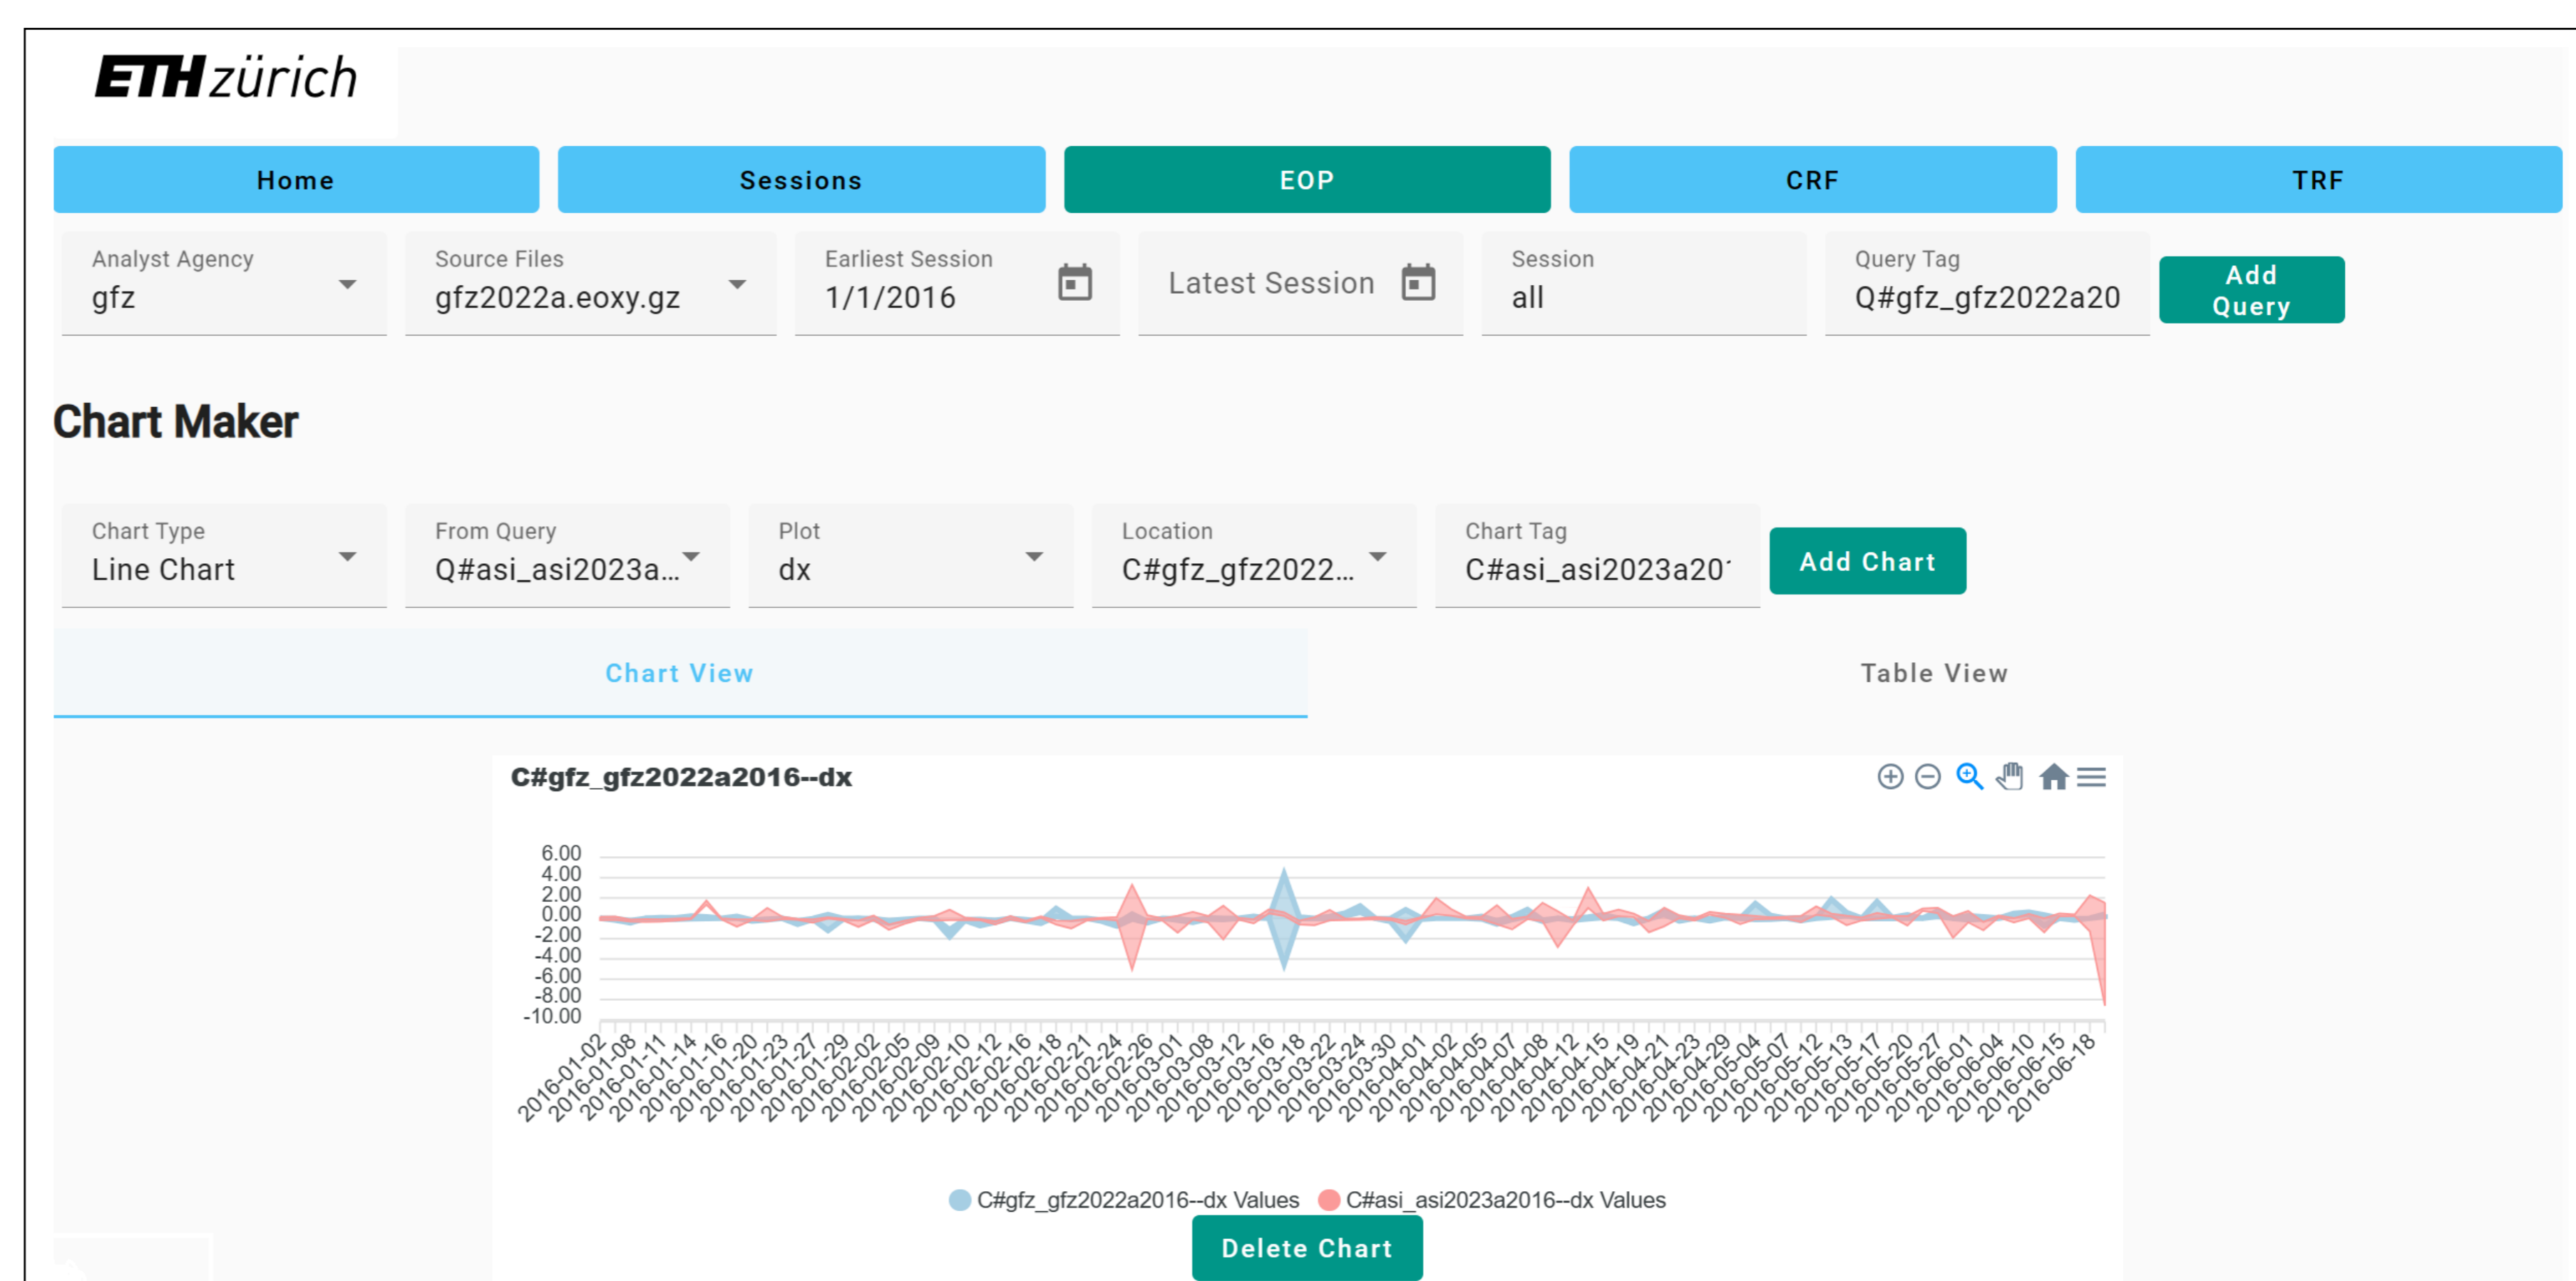 ETH zürich
Home Sessions EOP CRF TRF
Analyst Agency Source Files Earliest Session Session Query Tag
gfz gfz2022a.eoxy.gz 1/1/2016 Latest Session all Q#gfz_gfz2022a20 Add Query
Chart Maker
Chart Type From Query Plot Location Chart Tag
Line Chart Q#asi_asi2023a... dx C#gfz_gfz2022... C#asi_asi2023a20 Add Chart
Chart View Table View
C#gfz_gfz2022a2016--dx
6.00
4.00
2.00
0.00
-2.00
-4.00
-6.00
-8.00
-10.00
2016-01-02 2016-01-08 2016-01-11 2016-01-14 2016-01-16 2016-01-20 2016-01-23 2016-01-27 2016-01-29 2016-02-02 2016-02-05 2016-02-09 2016-02-10 2016-02-12 2016-02-16 2016-02-18 2016-02-21 2016-02-24 2016-02-26 2016-03-01 2016-03-08 2016-03-12 2016-03-16 2016-03-18 2016-03-22 2016-03-24 2016-03-30 2016-04-01 2016-04-02 2016-04-05 2016-04-07 2016-04-08 2016-04-12 2016-04-15 2016-04-19 2016-04-21 2016-04-23 2016-04-29 2016-05-04 2016-05-07 2016-05-12 2016-05-13 2016-05-17 2016-05-20 2016-05-27 2016-06-01 2016-06-04 2016-06-10 2016-06-15 2016-06-18
C#gfz_gfz2022a2016--dx Values C#asi_asi2023a2016--dx Values
Delete Chart